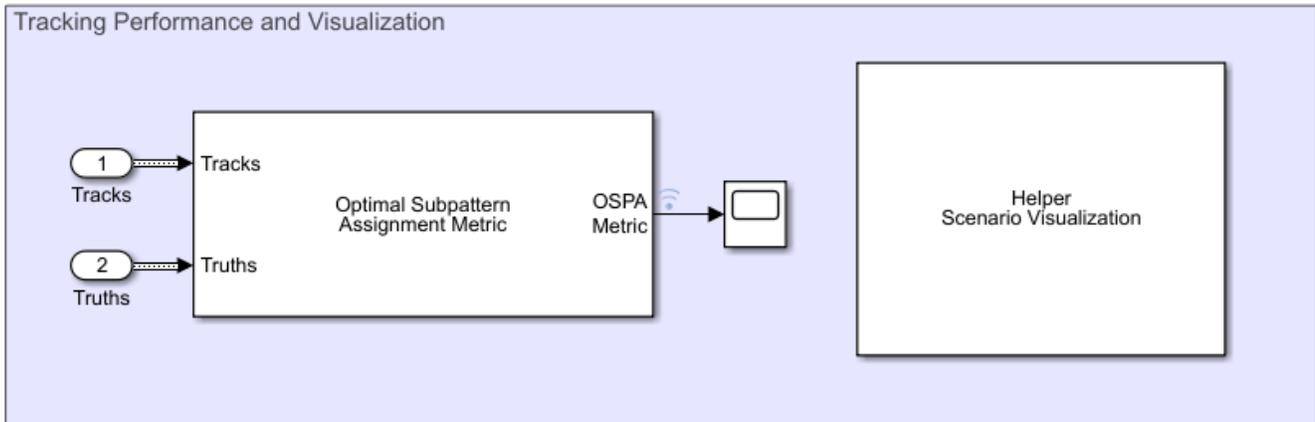 Tracking Performance and Visualization
1
Tracks
Tracks
Optimal Subpattern
Assignment Metric
OSPA
Metric
2
Truths
Truths
Helper
Scenario Visualization